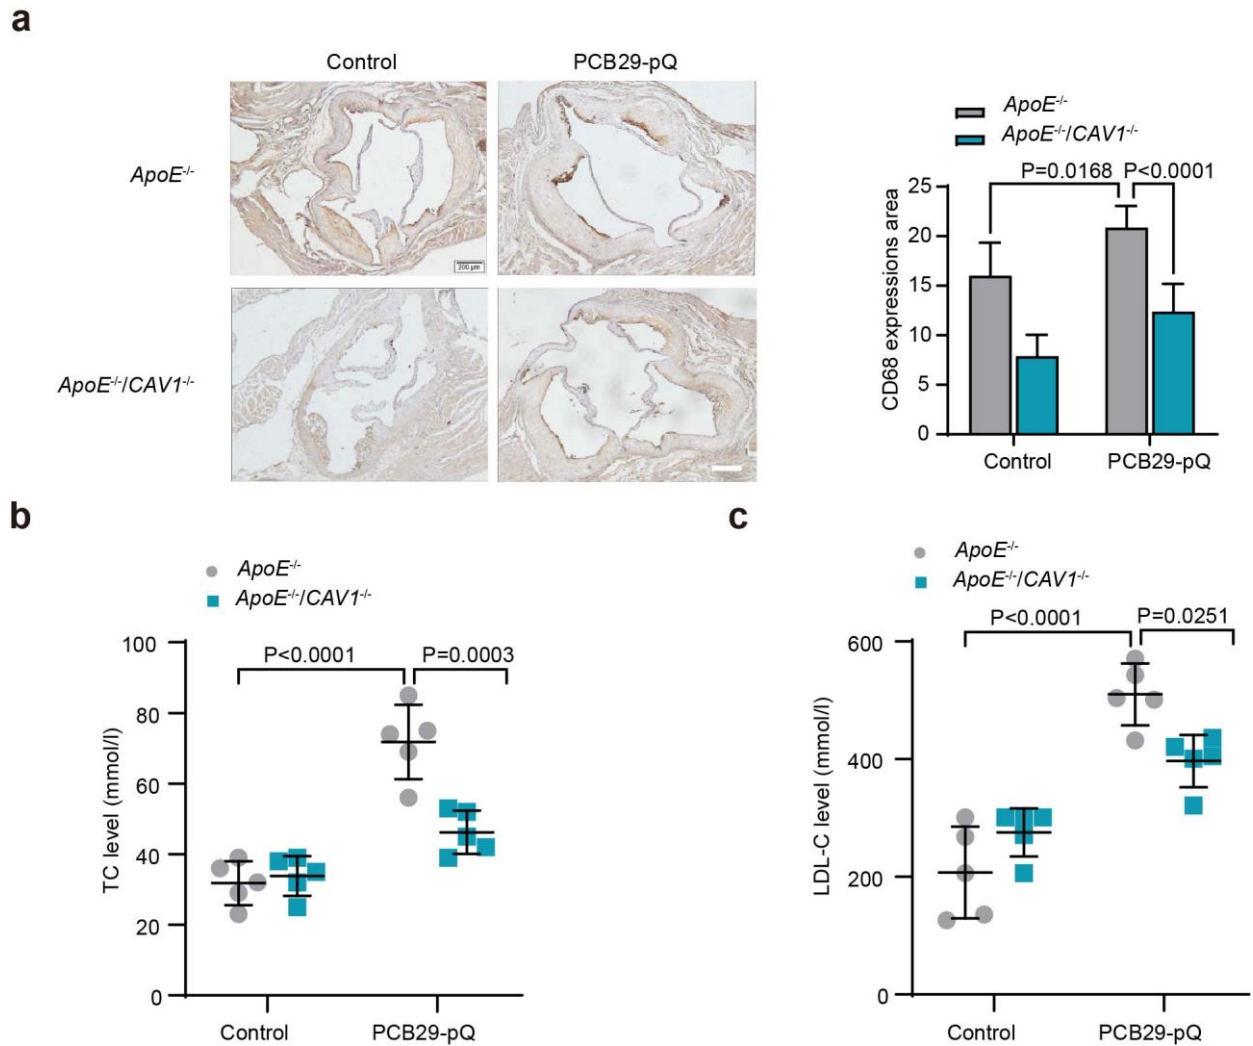 a
Control
PCB29-pQ
ApoE-/-
200 μm
ApoE-/-/CAV1-/-
ApoE-/-
ApoE-/-/CAV1-/-
P=0.0168
P<0.0001
CD68 expressions area
25
20
15
10
5
0
Control
PCB29-pQ
b
ApoE-/-
ApoE-/-/CAV1-/-
P<0.0001
P=0.0003
TC level (mmol/l)
100
80
60
40
20
0
Control
PCB29-pQ
c
ApoE-/-
ApoE-/-/CAV1-/-
P<0.0001
P=0.0251
LDL-C level (mmol/l)
600
400
200
0
Control
PCB29-pQ